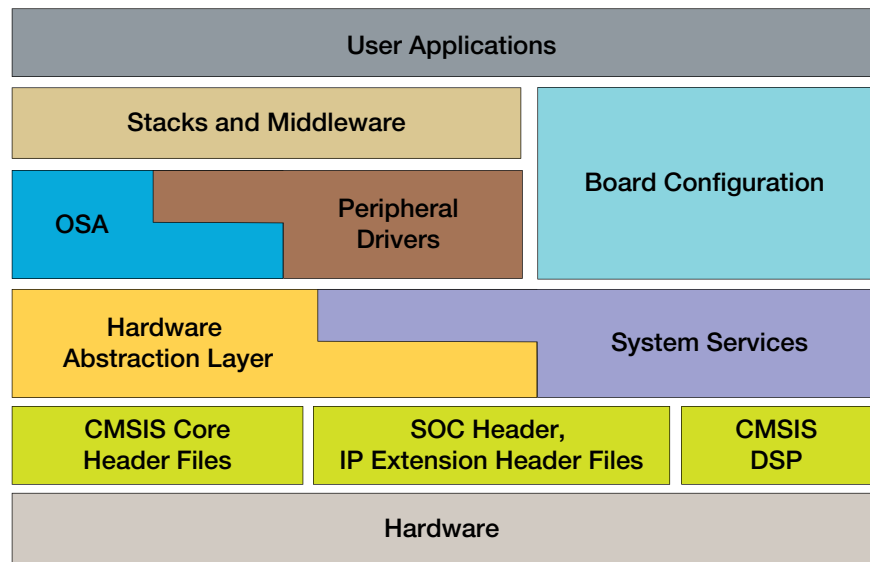 User Applications
Stacks and Middleware
Board Configuration
OSA
Peripheral
Drivers
Hardware
Abstraction Layer
System Services
CMSIS Core
Header Files
SOC Header,
IP Extension Header Files
CMSIS
DSP
Hardware